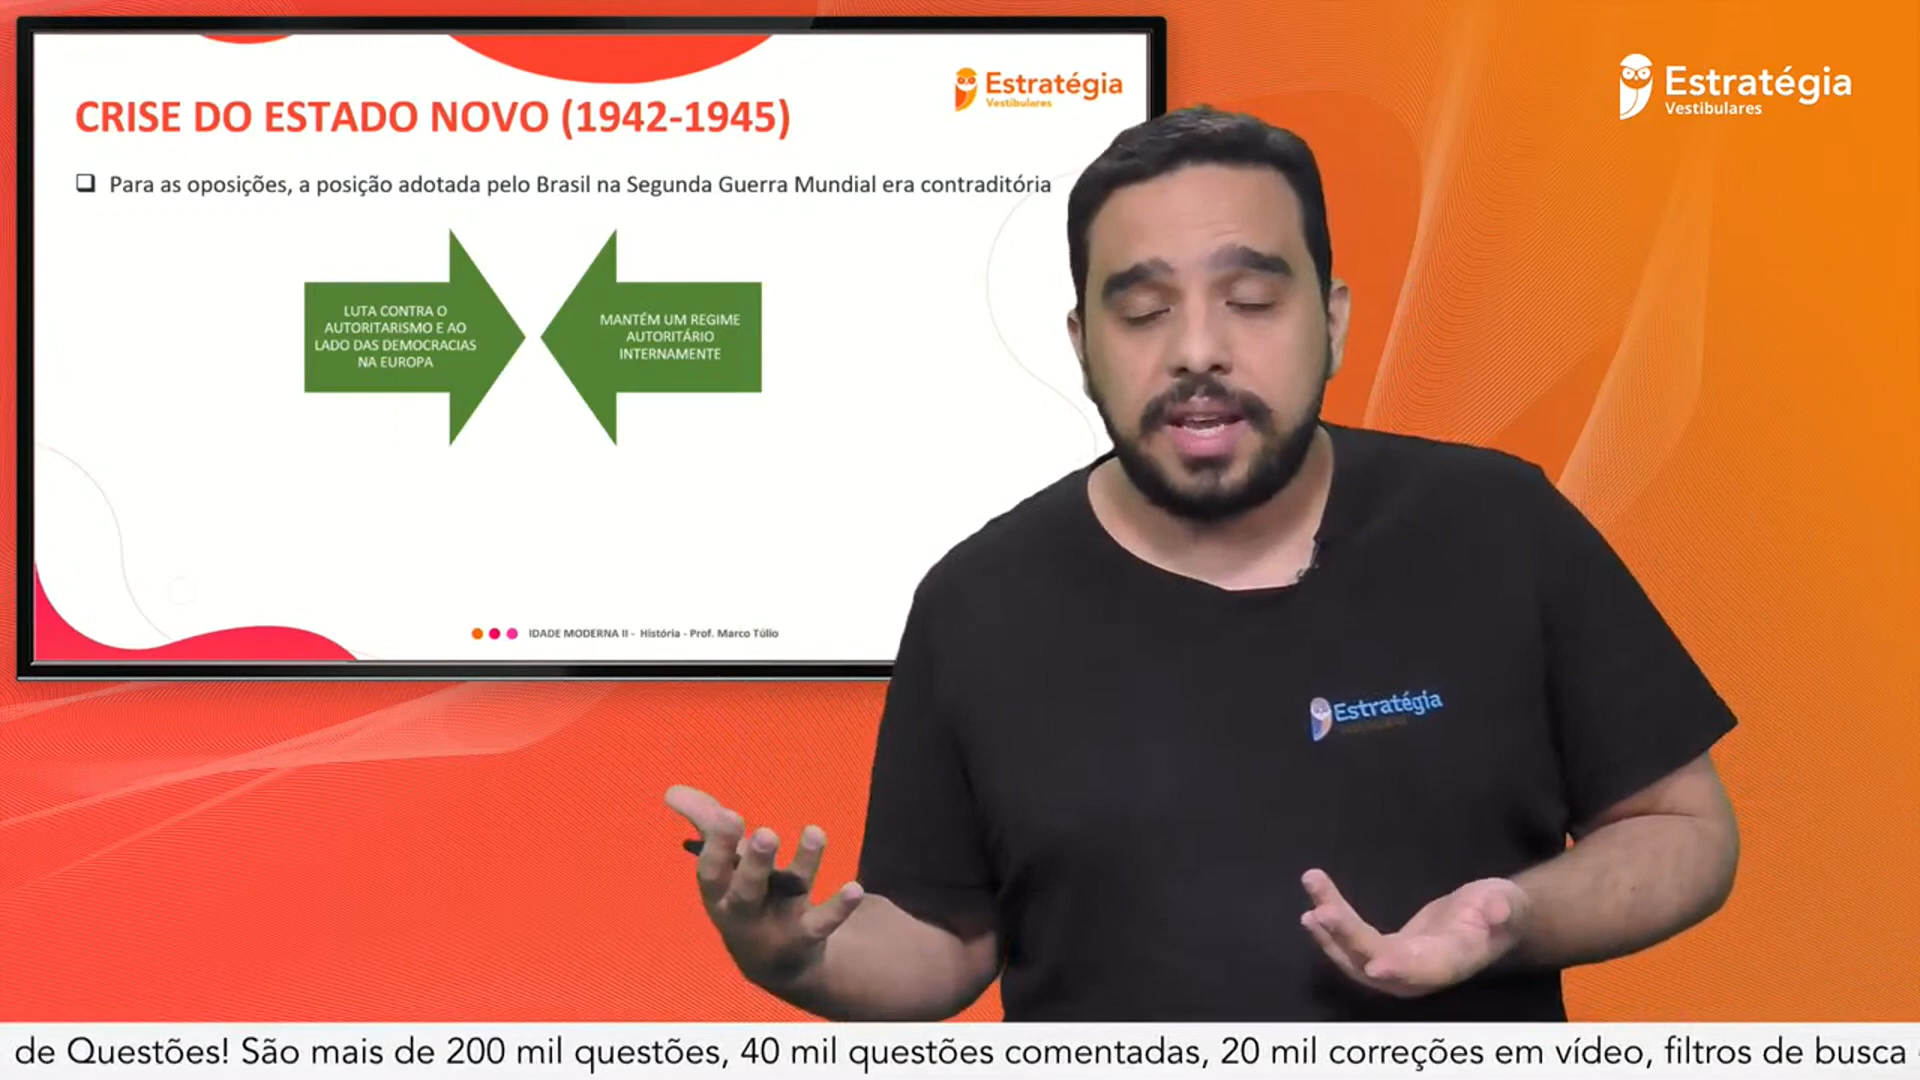 CRISE DO ESTADO NOVO (1942-1945)
Estratégia
Vestibulares
Estratégia
Vestibulares
❑ Para as oposições, a posição adotada pelo Brasil na Segunda Guerra Mundial era contraditória
LUTA CONTRA O
AUTORITARISMO E AO
LADO DAS DEMOCRACIAS
NA EUROPA
MANTÉM UM REGIME
AUTORITÁRIO
INTERNAMENTE
IDADE MODERNA II - História - Prof. Marco Túlio
Estratégia
de Questões! São mais de 200 mil questões, 40 mil questões comentadas, 20 mil correções em vídeo, filtros de busca